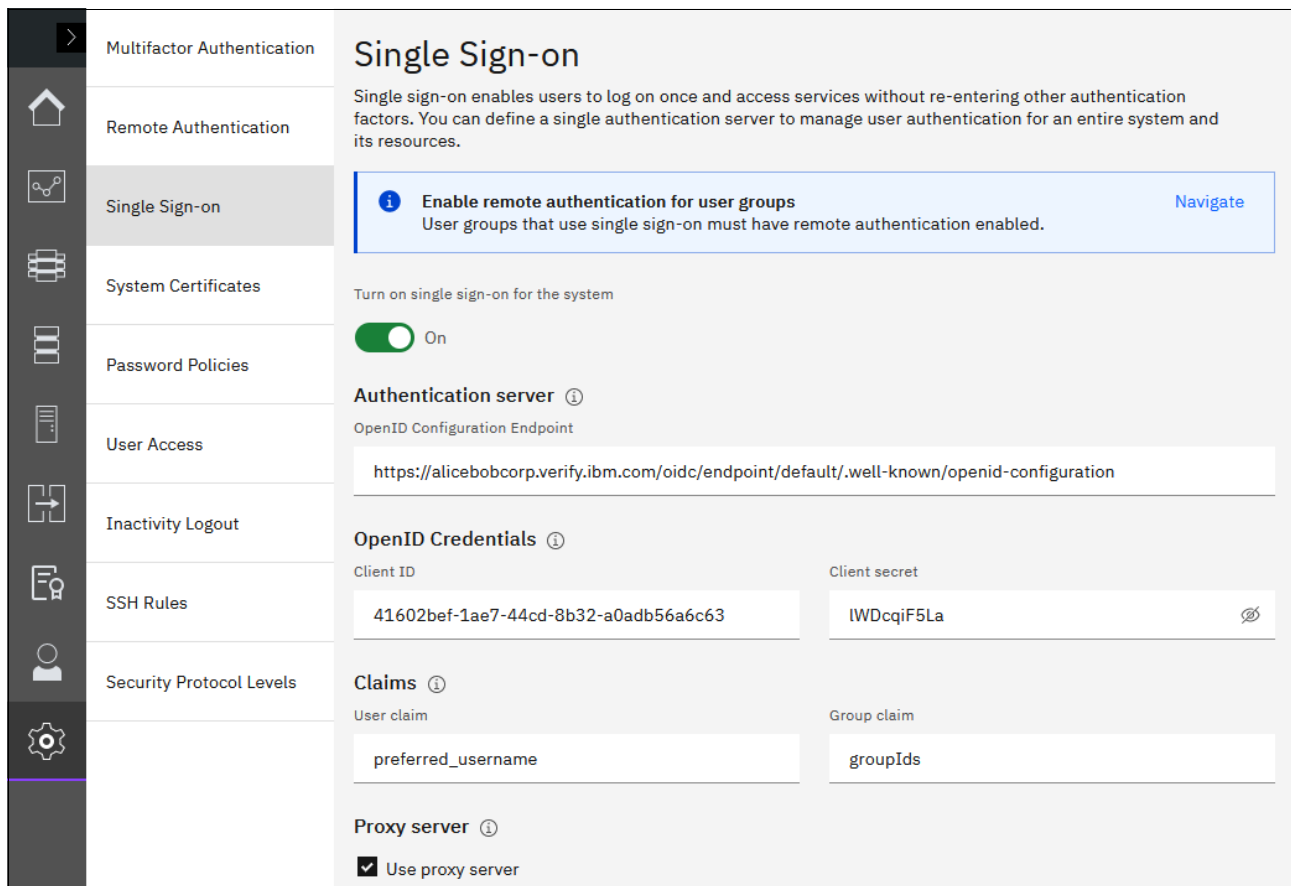 Multifactor Authentication
Remote Authentication
Single Sign-on
System Certificates
Password Policies
User Access
Inactivity Logout
SSH Rules
Security Protocol Levels
Single Sign-on
Single sign-on enables users to log on once and access services without re-entering other authentication
factors. You can define a single authentication server to manage user authentication for an entire system and
its resources.
Enable remote authentication for user groups
Navigate
User groups that use single sign-on must have remote authentication enabled.
Turn on single sign-on for the system
On
Authentication server
OpenID Configuration Endpoint
https://alicebobcorp.verify.ibm.com/oidc/endpoint/default/.well-known/openid-configuration
OpenID Credentials
Client ID
Client secret
41602bef-1ae7-44cd-8b32-a0adb56a6c63
lWDcqiF5La
Claims
User claim
Group claim
preferred_username
groupIds
Proxy server
Use proxy server